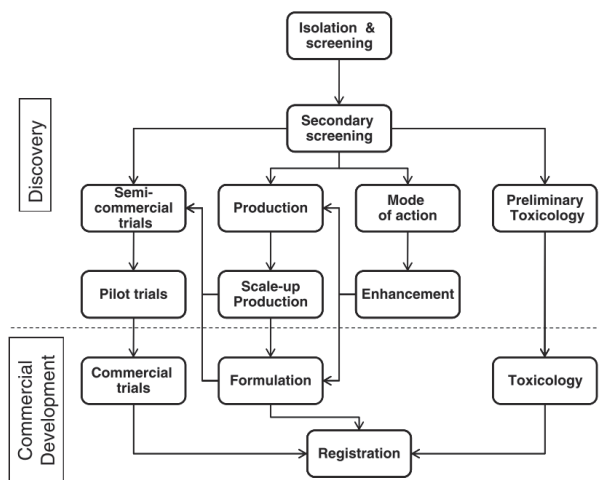 Isolation &
screening
Secondary
screening
Discovery
Semi-
commercial
trials
Production
Mode
of action
Preliminary
Toxicology
Pilot trials
Scale-up
Production
Enhancement
Commercial
Development
Commercial
trials
Formulation
Toxicology
Registration